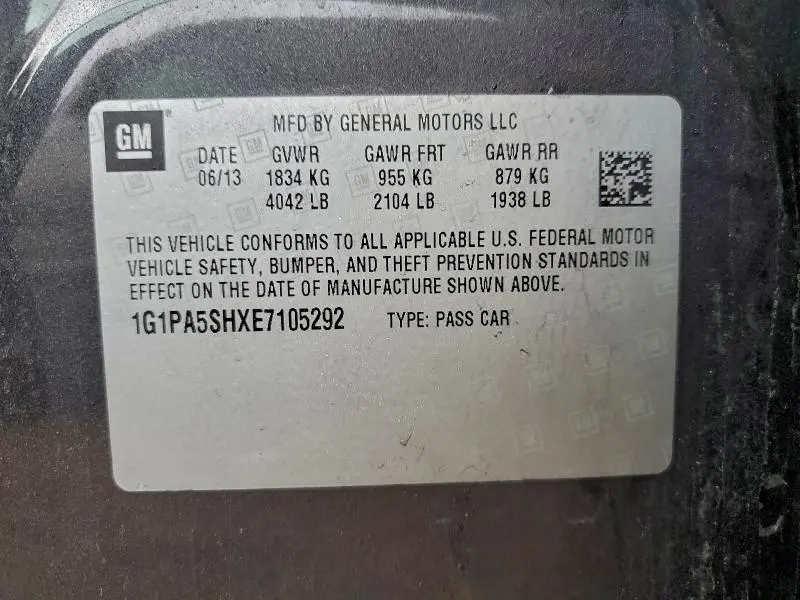 GM
MFD BY GENERAL MOTORS LLC
DATE GVWR GAWR FRT GAWR RR
06/13 1834 KG 955 KG 879 KG
4042 LB 2104 LB 1938 LB
THIS VEHICLE CONFORMS TO ALL APPLICABLE U.S. FEDERAL MOTOR
VEHICLE SAFETY, BUMPER, AND THEFT PREVENTION STANDARDS IN
EFFECT ON THE DATE OF MANUFACTURE SHOWN ABOVE.
1G1PA5SHXE7105292 TYPE: PASS CAR